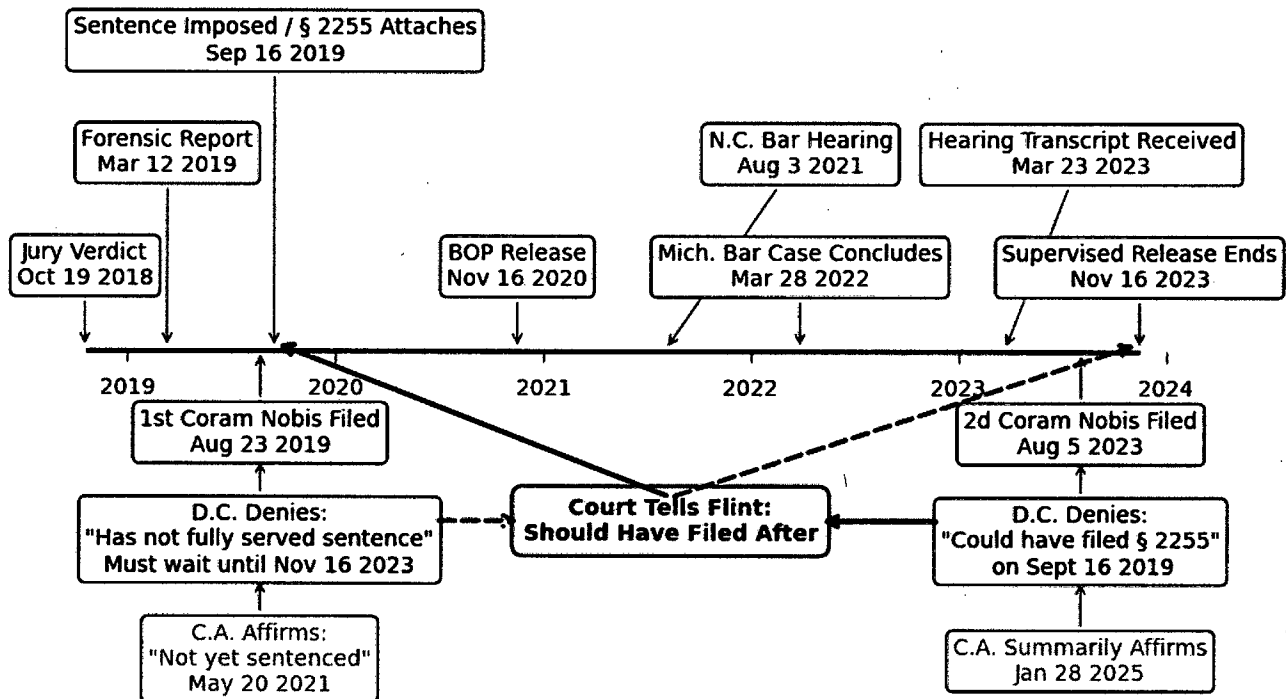 Sentence Imposed / § 2255 Attaches
Sep 16 2019
Forensic Report
Mar 12 2019
N.C. Bar Hearing
Aug 3 2021
Hearing Transcript Received
Mar 23 2023
Jury Verdict
Oct 19 2018
BOP Release
Nov 16 2020
Mich. Bar Case Concludes
Mar 28 2022
Supervised Release Ends
Nov 16 2023
2019
2020
2021
2022
2023
2024
1st Coram Nobis Filed
Aug 23 2019
2d Coram Nobis Filed
Aug 5 2023
D.C. Denies:
"Has not fully served sentence"
Must wait until Nov 16 2023
Court Tells Flint:
Should Have Filed After
D.C. Denies:
"Could have filed § 2255"
on Sept 16 2019
C.A. Affirms:
"Not yet sentenced"
May 20 2021
C.A. Summarily Affirms
Jan 28 2025